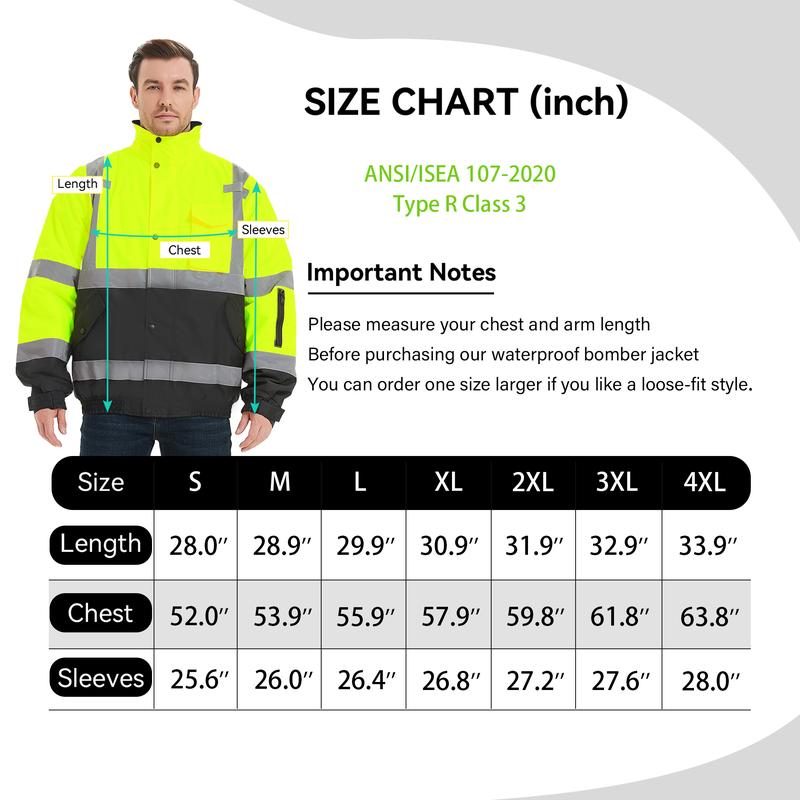 SIZE CHART (inch)
ANSI/ISEA 107-2020
Type R Class 3
Length
Sleeves
Chest
Important Notes
Please measure your chest and arm length
Before purchasing our waterproof bomber jacket
You can order one size larger if you like a loose-fit style.
Size S M L XL 2XL 3XL 4XL
Length 28.0″ 28.9″ 29.9″ 30.9″ 31.9″ 32.9″ 33.9″
Chest 52.0″ 53.9″ 55.9″ 57.9″ 59.8″ 61.8″ 63.8″
Sleeves 25.6″ 26.0″ 26.4″ 26.8″ 27.2″ 27.6″ 28.0″